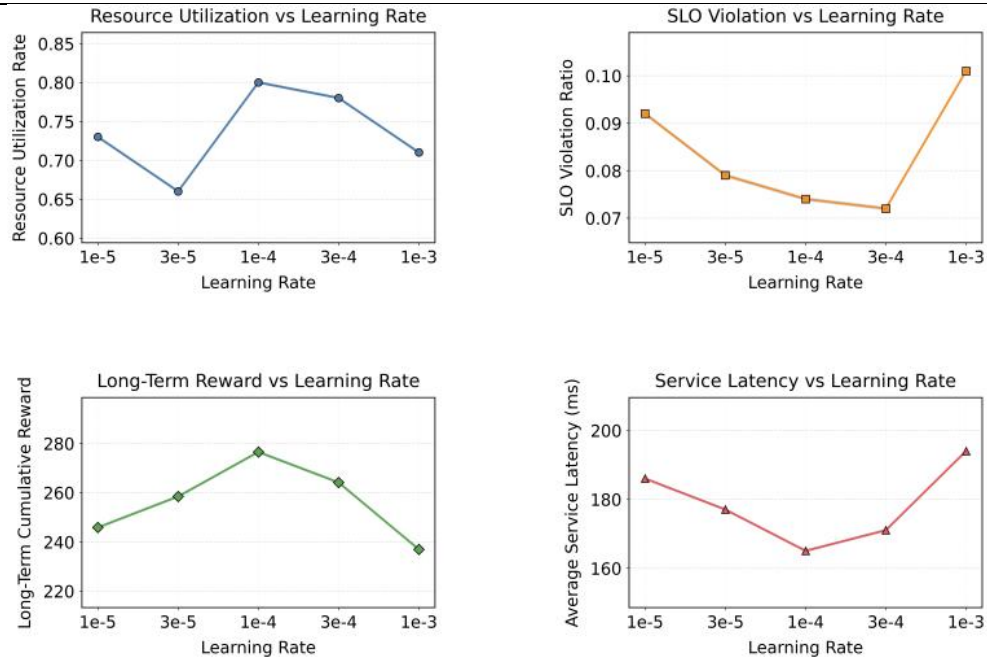 Resource Utilization vs Learning Rate
Resource Utilization Rate
0.85
0.80
0.75
0.70
0.65
0.60
1e-5 3e-5 1e-4 3e-4 1e-3
Learning Rate
SLO Violation vs Learning Rate
SLO Violation Ratio
0.10
0.09
0.08
0.07
1e-5 3e-5 1e-4 3e-4 1e-3
Learning Rate
Long-Term Reward vs Learning Rate
Long-Term Cumulative Reward
280
260
240
220
1e-5 3e-5 1e-4 3e-4 1e-3
Learning Rate
Service Latency vs Learning Rate
Average Service Latency (ms)
200
180
160
1e-5 3e-5 1e-4 3e-4 1e-3
Learning Rate